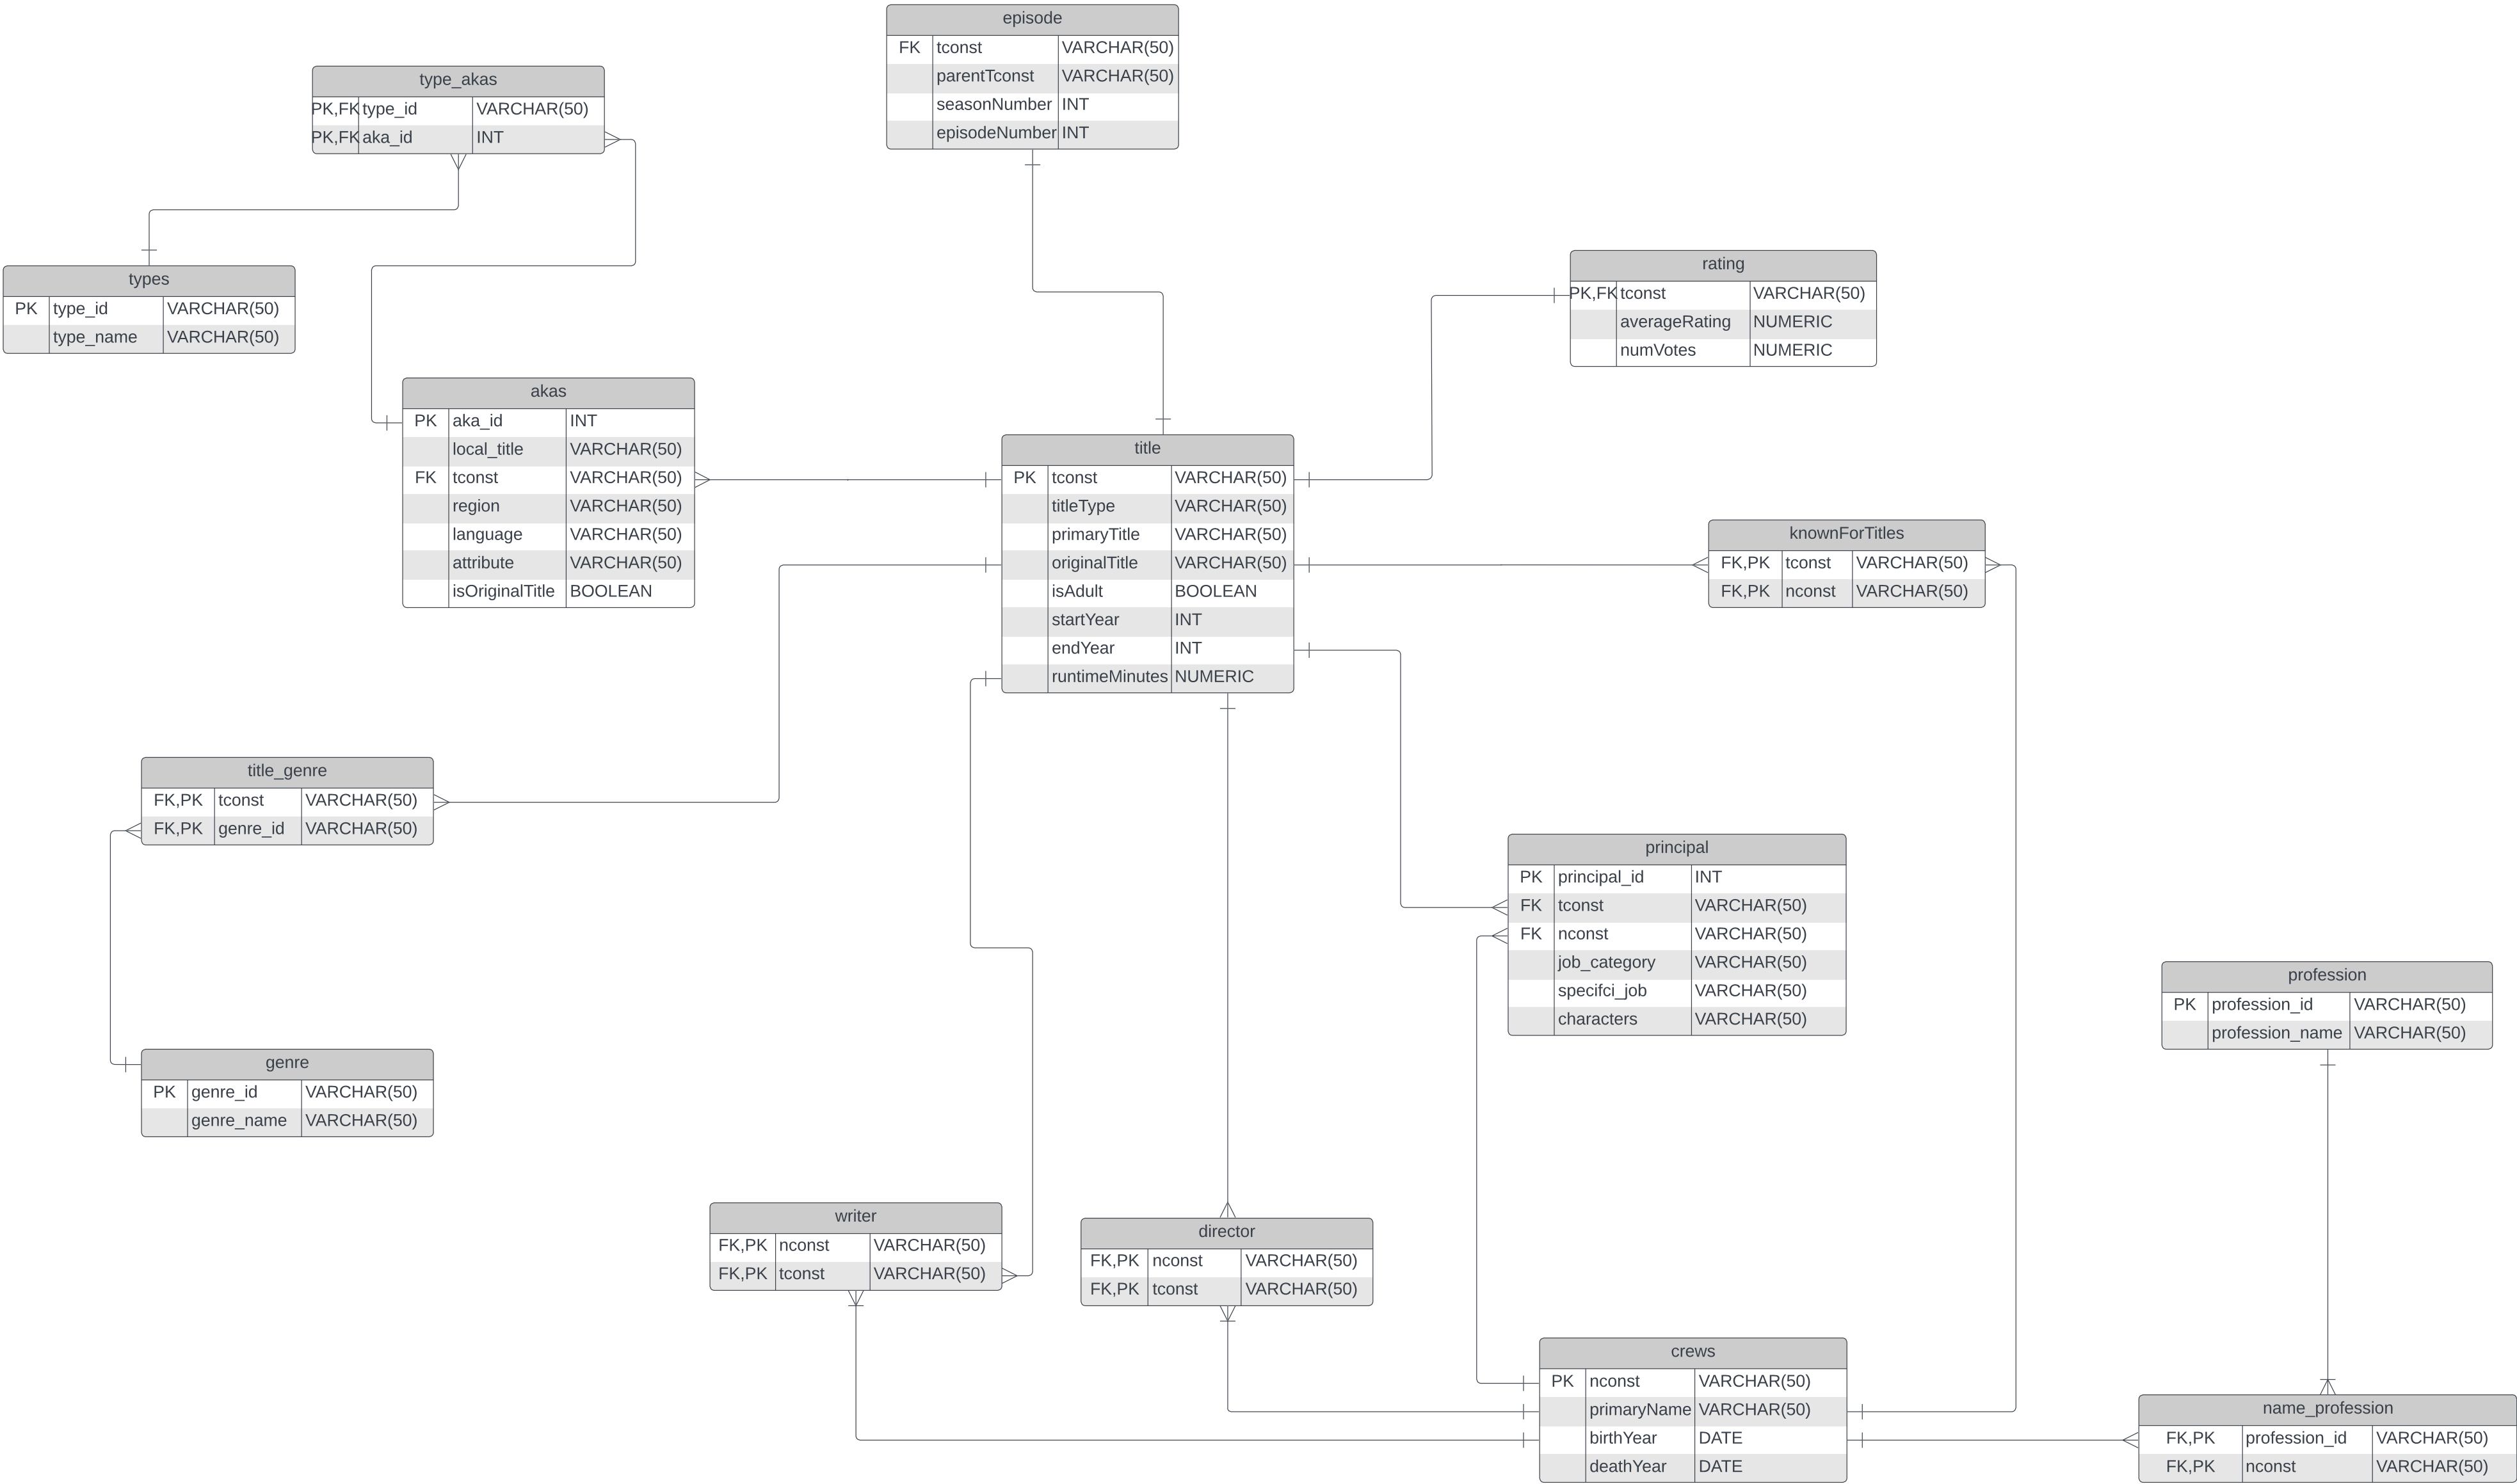 episode
FK tconst VARCHAR(50)
parentTconst VARCHAR(50)
seasonNumber INT
episodeNumber INT
type_akas
PK,FK type_id VARCHAR(50)
PK,FK aka_id INT
types
PK type_id VARCHAR(50)
type_name VARCHAR(50)
rating
PK,FK tconst VARCHAR(50)
averageRating NUMERIC
numVotes NUMERIC
akas
PK aka_id INT
local_title VARCHAR(50)
FK tconst VARCHAR(50)
region VARCHAR(50)
language VARCHAR(50)
attribute VARCHAR(50)
isOriginalTitle BOOLEAN
title
PK tconst VARCHAR(50)
titleType VARCHAR(50)
primaryTitle VARCHAR(50)
originalTitle VARCHAR(50)
isAdult BOOLEAN
startYear INT
endYear INT
runtimeMinutes NUMERIC
knownForTitles
FK,PK tconst VARCHAR(50)
FK,PK nconst VARCHAR(50)
title_genre
FK,PK tconst VARCHAR(50)
FK,PK genre_id VARCHAR(50)
principal
PK principal_id INT
FK tconst VARCHAR(50)
FK nconst VARCHAR(50)
job_category VARCHAR(50)
specifci_job VARCHAR(50)
characters VARCHAR(50)
profession
PK profession_id VARCHAR(50)
profession_name VARCHAR(50)
genre
PK genre_id VARCHAR(50)
genre_name VARCHAR(50)
writer
FK,PK nconst VARCHAR(50)
FK,PK tconst VARCHAR(50)
director
FK,PK nconst VARCHAR(50)
FK,PK tconst VARCHAR(50)
crews
PK nconst VARCHAR(50)
primaryName VARCHAR(50)
birthYear DATE
deathYear DATE
name_profession
FK,PK profession_id VARCHAR(50)
FK,PK nconst VARCHAR(50)